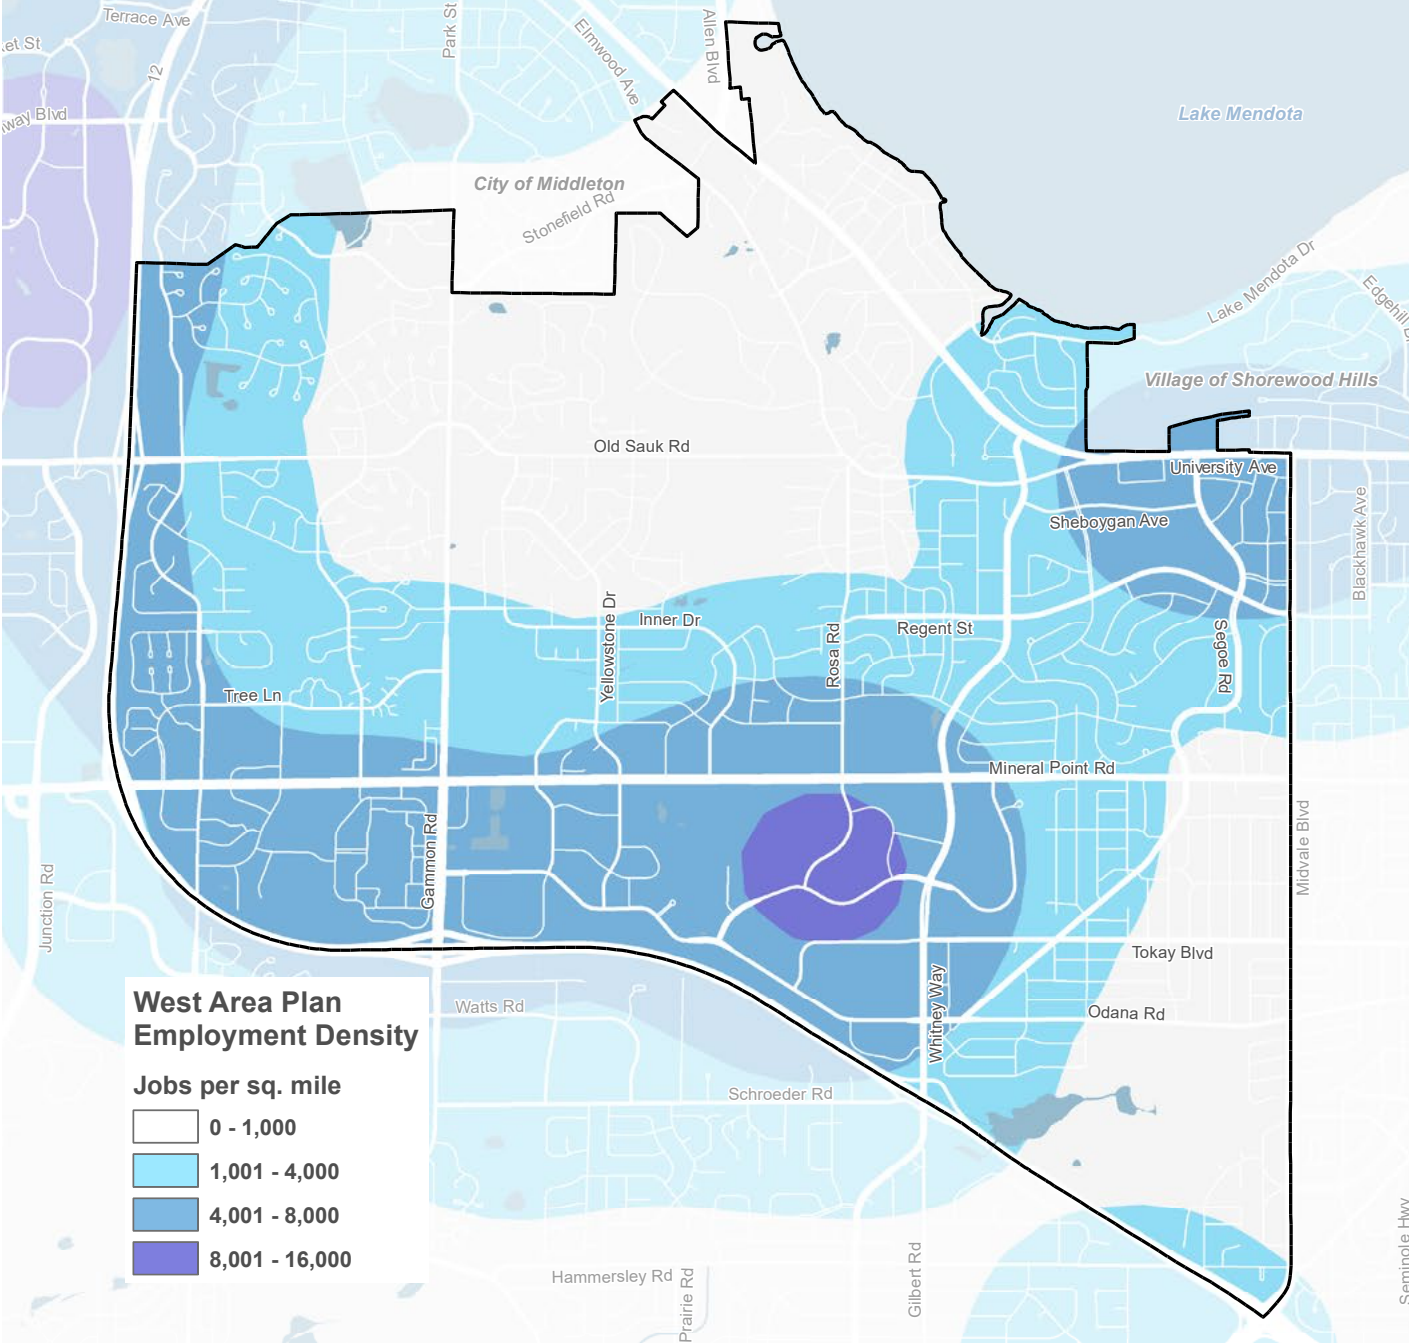 Terrace Ave
ket St
12
way Blvd
Park St
Elmwood Ave
Allen Blvd
Lake Mendota
City of Middleton
Stonefield Rd
Lake Mendota Dr
Edgehill D
Village of Shorewood Hills
Old Sauk Rd
University Ave
Sheboygan Ave
Blackhawk Ave
Yellowstone Dr
Inner Dr
Rosa Rd
Regent St
Segoe Rd
Tree Ln
Mineral Point Rd
Gammon Rd
Midvale Blvd
Junction Rd
Tokay Blvd
Whitney Way
Odana Rd
Watts Rd
Schroeder Rd
Hammersley Rd
Prairie Rd
Gilbert Rd
Seminole Hwy
West Area Plan
Employment Density
Jobs per sq. mile
0 - 1,000
1,001 - 4,000
4,001 - 8,000
8,001 - 16,000